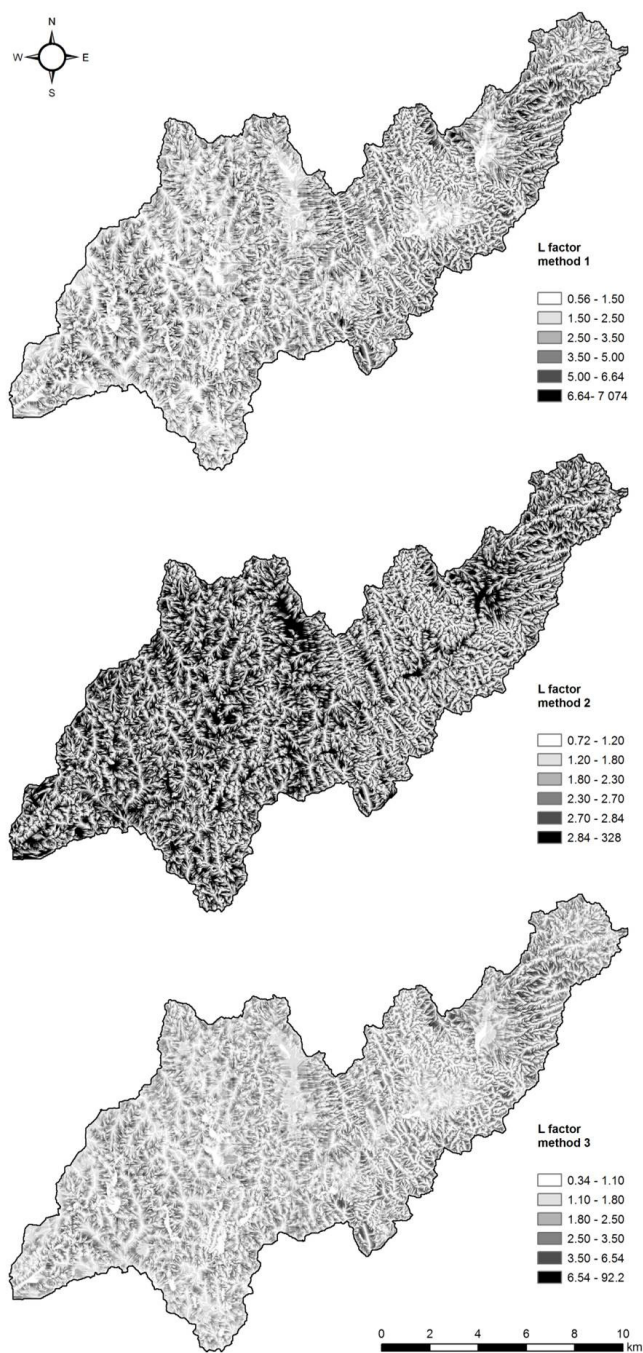 N
W E
S
L factor
method 1
0.56 - 1.50
1.50 - 2.50
2.50 - 3.50
3.50 - 5.00
5.00 - 6.64
6.64- 7 074
L factor
method 2
0.72 - 1.20
1.20 - 1.80
1.80 - 2.30
2.30 - 2.70
2.70 - 2.84
2.84 - 328
L factor
method 3
0.34 - 1.10
1.10 - 1.80
1.80 - 2.50
2.50 - 3.50
3.50 - 6.54
6.54 - 92.2
0 2 4 6 8 10
km